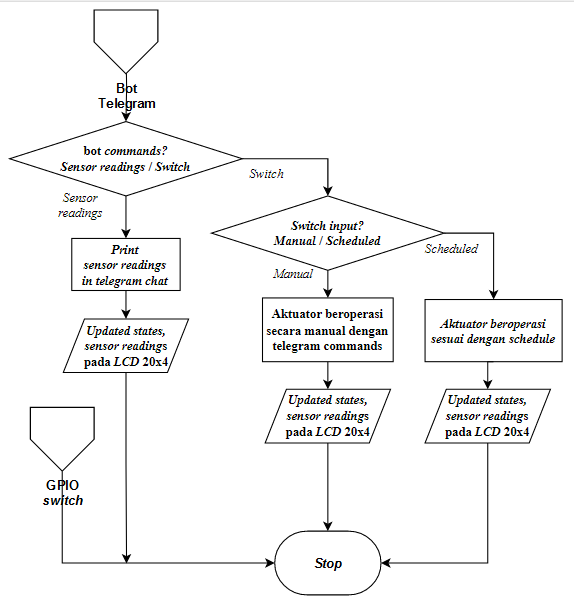 Bot
Telegram
bot commands?
Sensor readings / Switch
Switch
Sensor
readings
Switch input?
Manual / Scheduled
Print
sensor readings
in telegram chat
Manual
Scheduled
Aktuator beroperasi
secara manual dengan
telegram commands
Aktuator beroperasi
sesuai dengan schedule
Updated states,
sensor readings
pada LCD 20x4
Updated states,
sensor readings
pada LCD 20x4
Updated states,
sensor readings
pada LCD 20x4
GPIO
switch
Stop